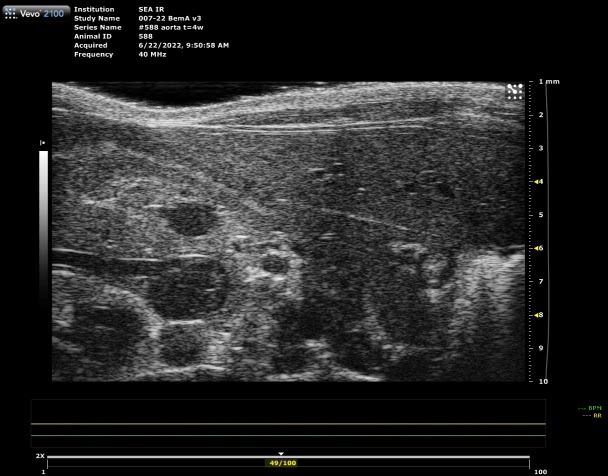 Vevo 2100
Institution SEA IR
Study Name 007-22 BemA v3
Series Name #588 aorta t=4w
Animal ID 588
Acquired 6/22/2022, 9:50:58 AM
Frequency 40 MHz
1 mm
2
3
4
5
6
7
8
9
10
--- BPM
--- RR
2X
49/100
1
100